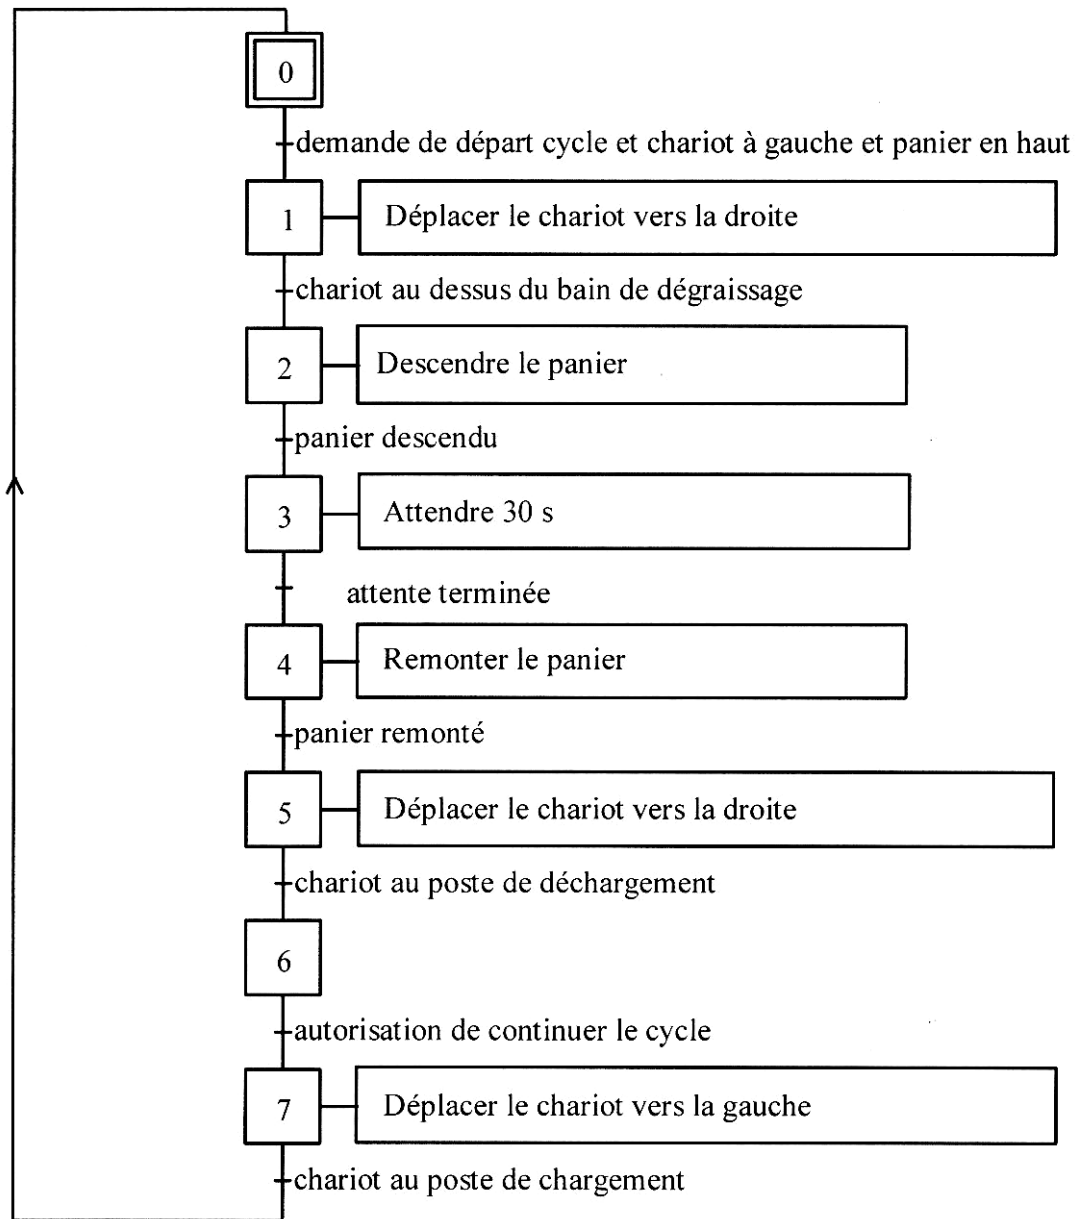 0
demande de départ cycle et chariot à gauche et panier en haut
1
Déplacer le chariot vers la droite
chariot au dessus du bain de dégraissage
2
Descendre le panier
panier descendu
3
Attendre 30 s
attente terminée
4
Remonter le panier
panier remonté
5
Déplacer le chariot vers la droite
chariot au poste de déchargement
6
autorisation de continuer le cycle
7
Déplacer le chariot vers la gauche
chariot au poste de chargement